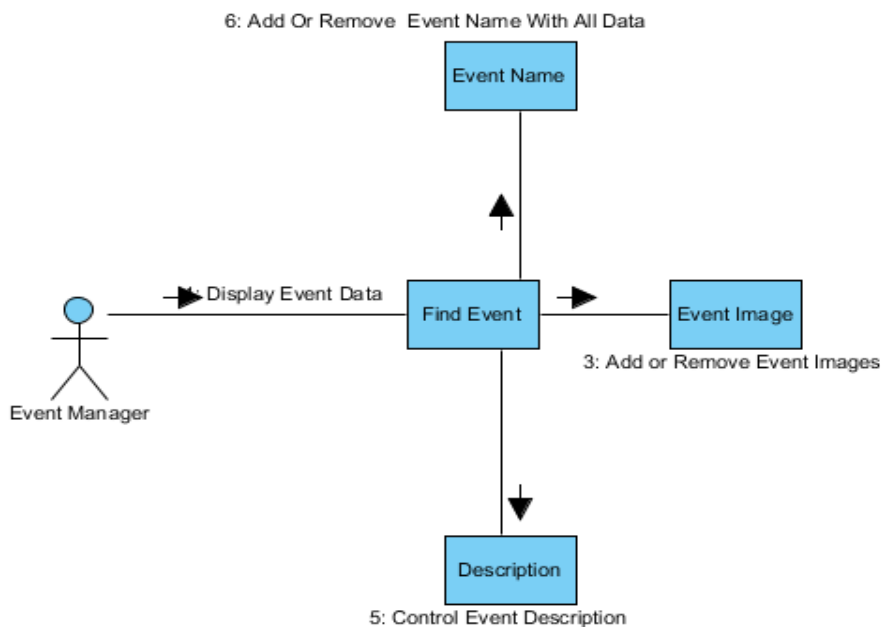 6: Add Or Remove  Event Name With All Data
Event Name
: Display Event Data
Find Event
Event Image
3: Add or Remove Event Images
Event Manager
Description
5: Control Event Description